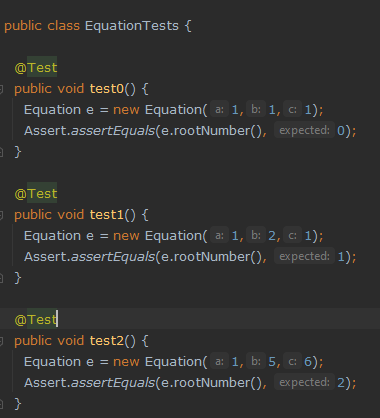 public class EquationTests {
@Test
public void test0() {
Equation e = new Equation( a: 1, b: 1, c: 1);
Assert.assertEquals(e.rootNumber(), expected: 0);
}
@Test
public void test1() {
Equation e = new Equation( a: 1, b: 2, c: 1);
Assert.assertEquals(e.rootNumber(), expected: 1);
}
@Test
public void test2() {
Equation e = new Equation( a: 1, b: 5, c: 6);
Assert.assertEquals(e.rootNumber(), expected: 2);
}